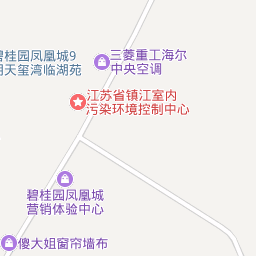 碧桂园凤凰城9
天玺湾临湖苑
三菱重工海尔
中央空调
江苏省镇江室内
污染环境控制中心
碧桂园凤凰城
营销体验中心
傻大姐窗帘墙布